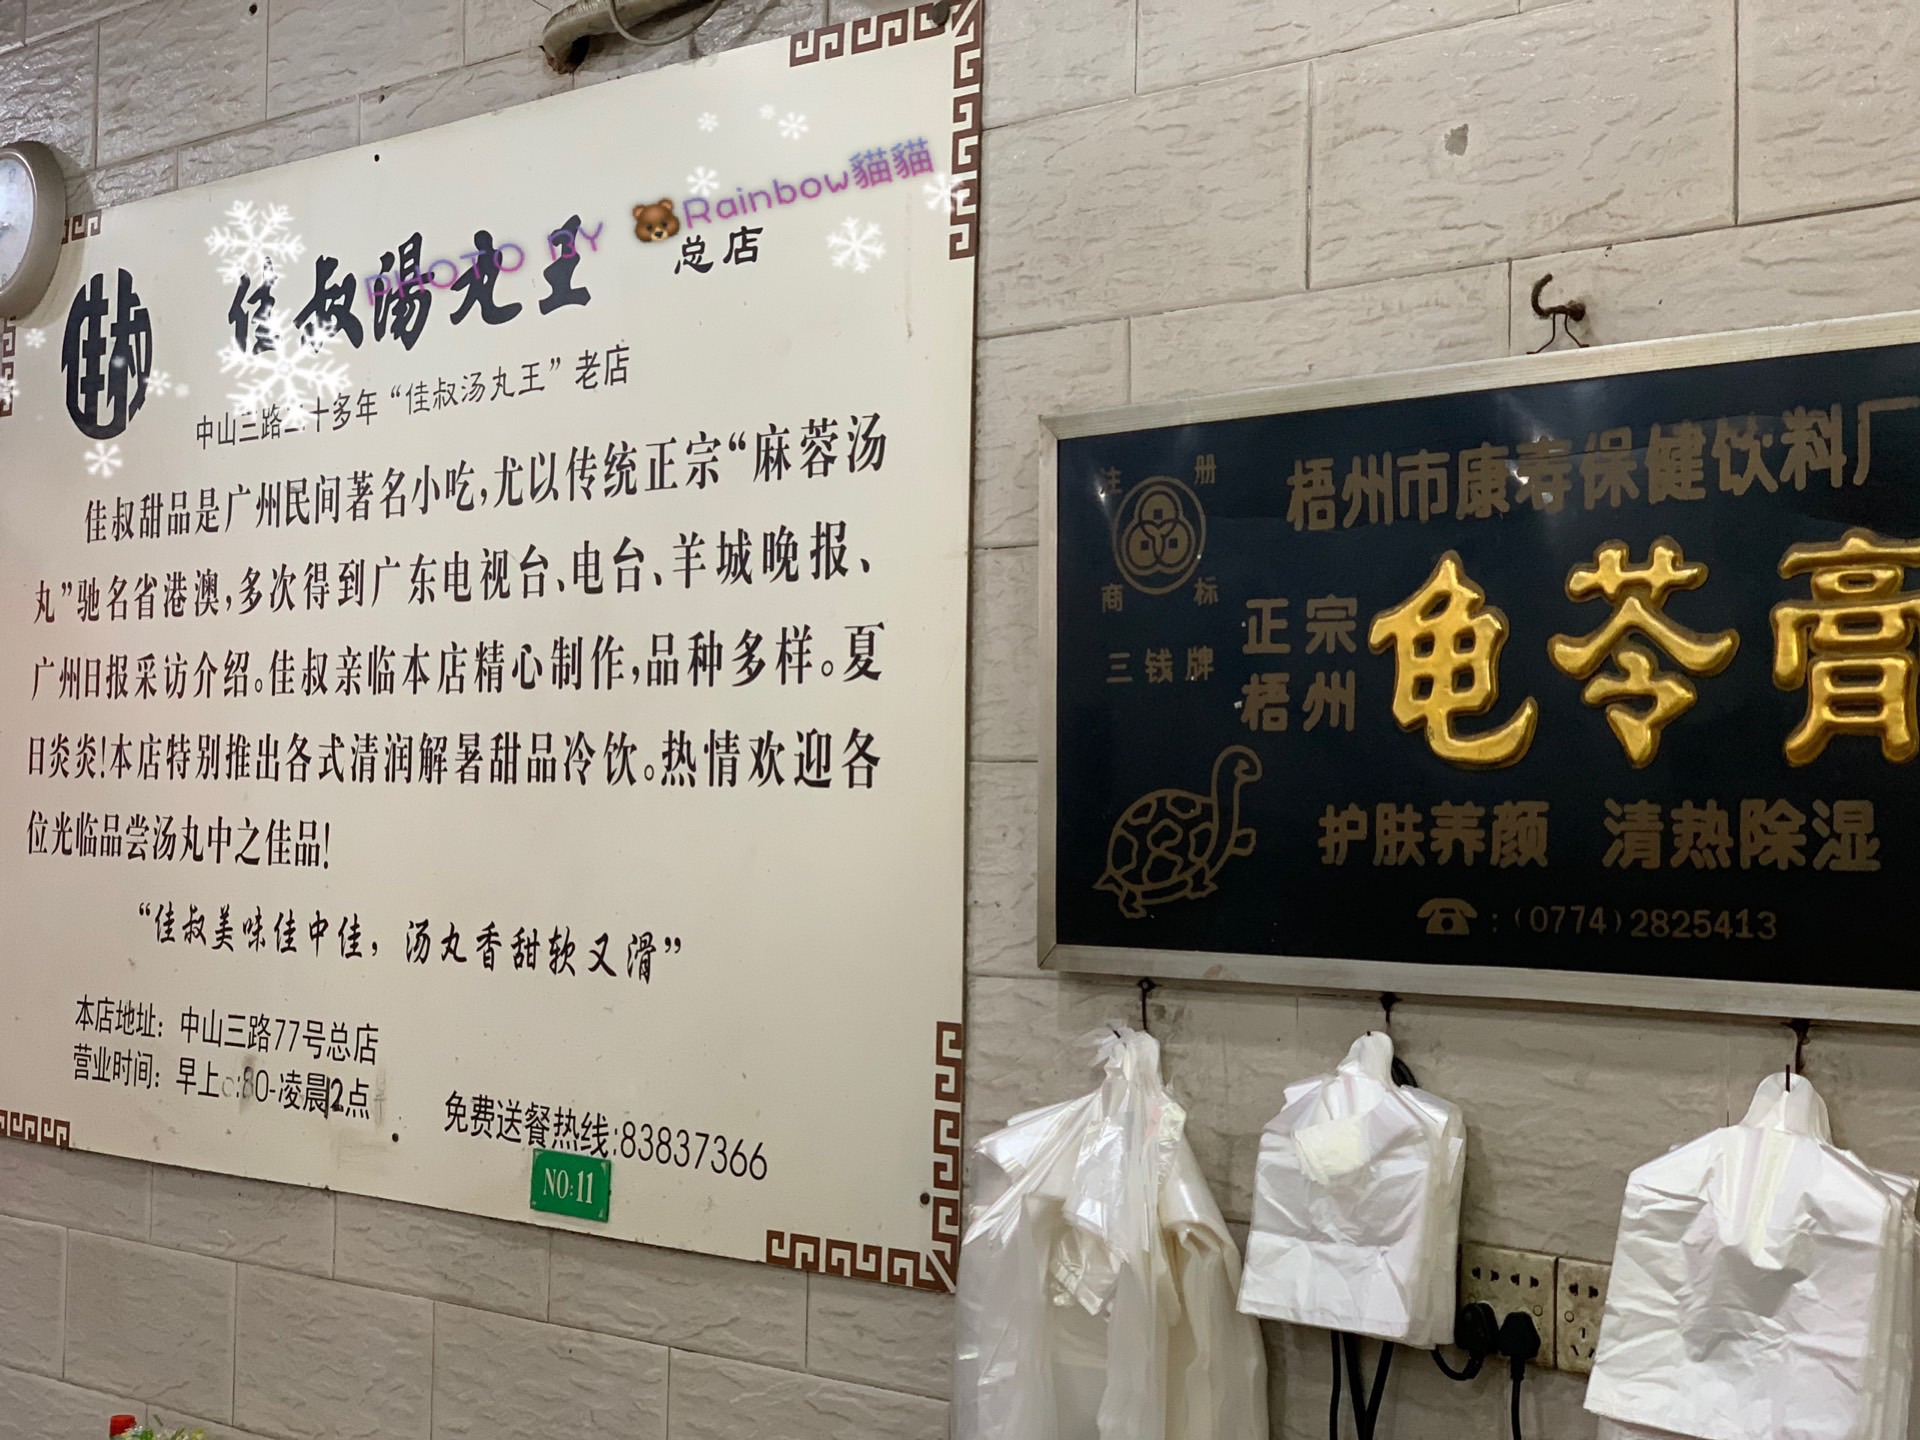 佳叔
佳叔汤丸王
总店
PHOTO BY 🐻Rainbow貓貓
中山三路二十多年“佳叔汤丸王”老店
佳叔甜品是广州民间著名小吃,尤以传统正宗“麻蓉汤
丸”驰名省港澳,多次得到广东电视台、电台、羊城晚报、
广州日报采访介绍。佳叔亲临本店精心制作,品种多样。夏
日炎炎!本店特别推出各式清润解暑甜品冷饮。热情欢迎各
位光临品尝汤丸中之佳品!
“佳叔美味佳中佳，汤丸香甜软又滑”
本店地址：中山三路77号总店
营业时间：早上 :30-凌晨2点
免费送餐热线:83837366
NO:11
注册
商标
三钱牌
梧州市康寿保健饮料厂
正宗
梧州
龟苓膏
护肤养颜 清热除湿
☎:(0774)2825413